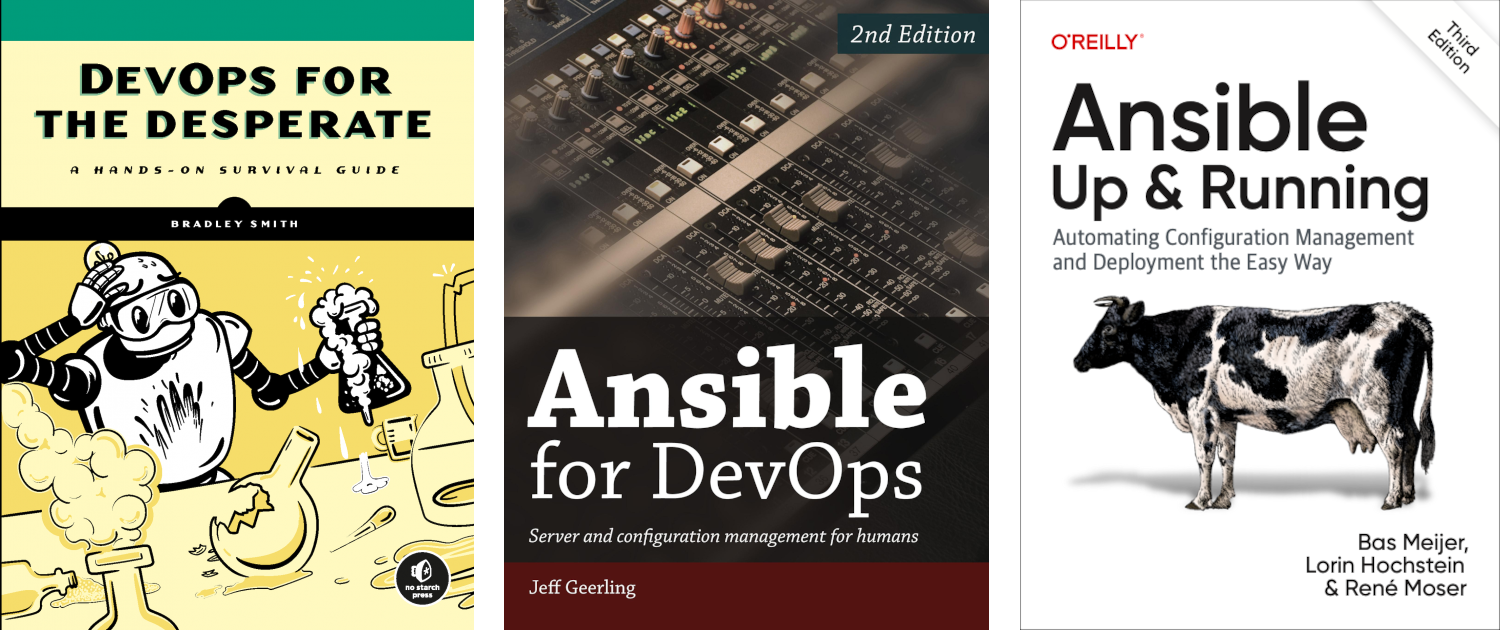 DEVOPS FOR
THE DESPERATE
A HANDS-ON SURVIVAL GUIDE
BRADLEY SMITH
no starch
press
2nd Edition
Ansible
for DevOps
Server and configuration management for humans
Jeff Geerling
O'REILLY®
Third
Edition
Ansible
Up & Running
Automating Configuration Management
and Deployment the Easy Way
Bas Meijer,
Lorin Hochstein
& René Moser